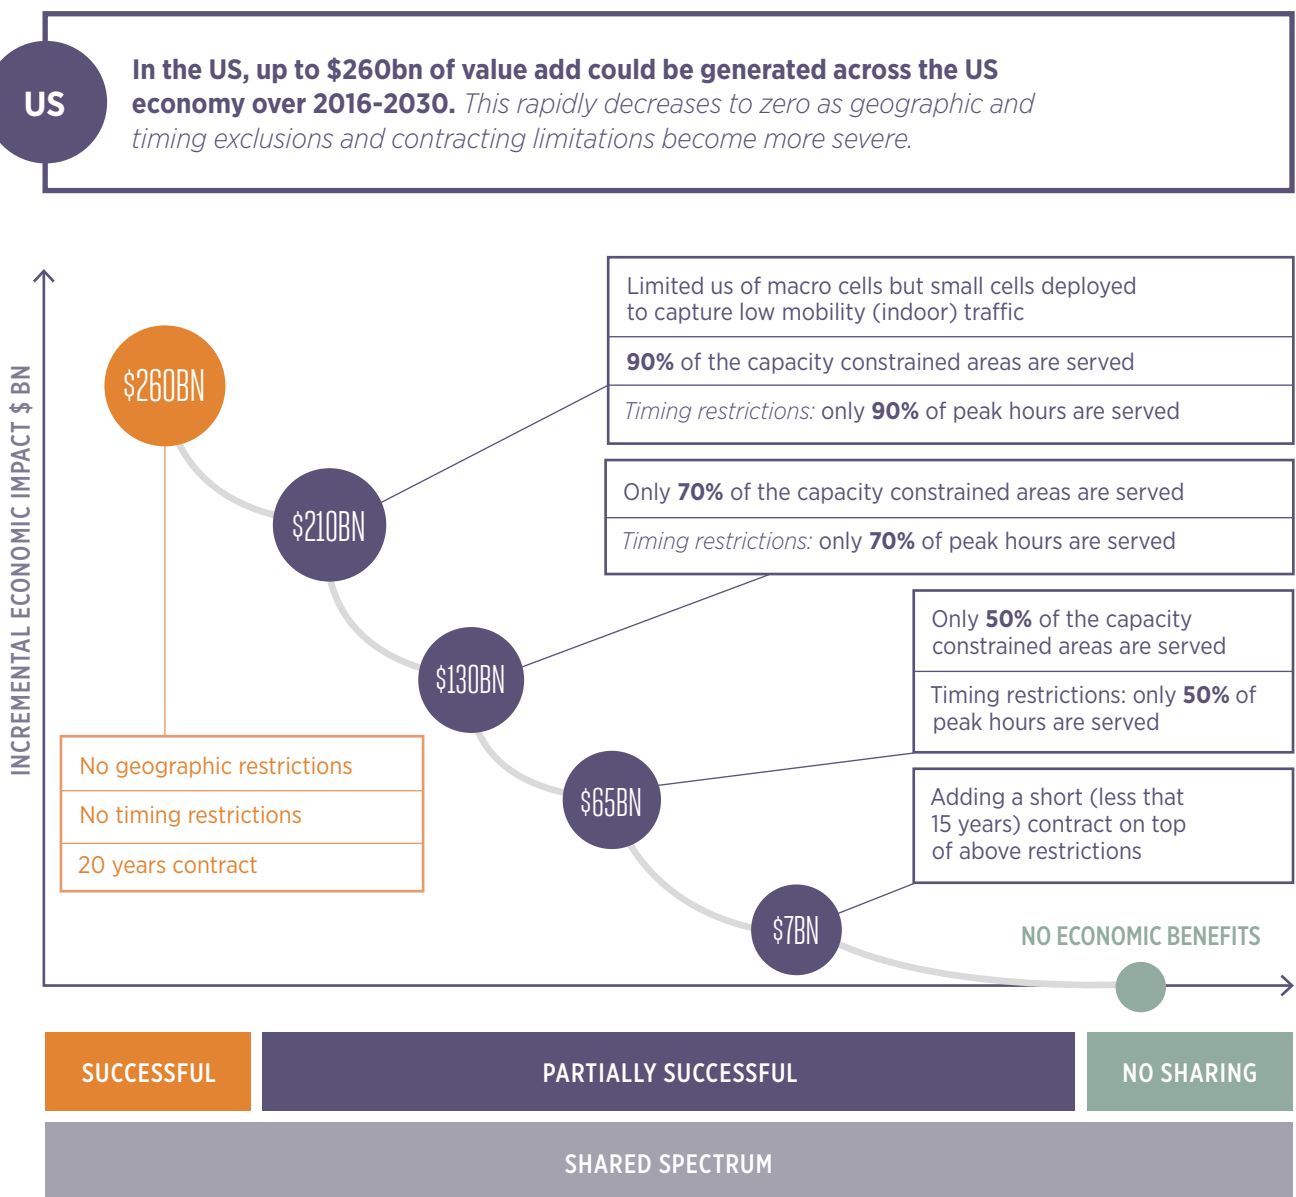 US
In the US, up to $260bn of value add could be generated across the US
economy over 2016-2030. This rapidly decreases to zero as geographic and
timing exclusions and contracting limitations become more severe.
INCREMENTAL ECONOMIC IMPACT $ BN
$260BN
No geographic restrictions
No timing restrictions
20 years contract
$210BN
Limited us of macro cells but small cells deployed
to capture low mobility (indoor) traffic
90% of the capacity constrained areas are served
Timing restrictions: only 90% of peak hours are served
$130BN
Only 70% of the capacity constrained areas are served
Timing restrictions: only 70% of peak hours are served
$65BN
Only 50% of the capacity
constrained areas are served
Timing restrictions: only 50% of
peak hours are served
$7BN
Adding a short (less that
15 years) contract on top
of above restrictions
NO ECONOMIC BENEFITS
SUCCESSFUL
PARTIALLY SUCCESSFUL
NO SHARING
SHARED SPECTRUM